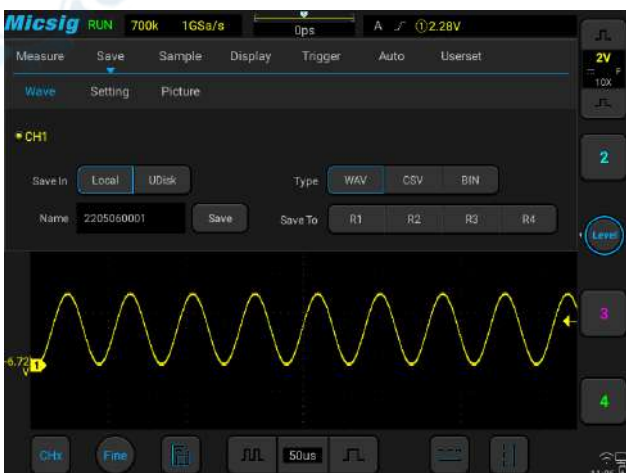 Micsig RUN 700k 1GSa/s 0ps A ①2.28V
Measure Save Sample Display Trigger Auto Userset
Wave Setting Picture
2V
F
10X
CH1
Save In Local UDisk Type WAV CSV BIN
2
Name 2205060001 Save Save To R1 R2 R3 R4
Level
3
-6.72
V
1
4
CHx Fine 50us